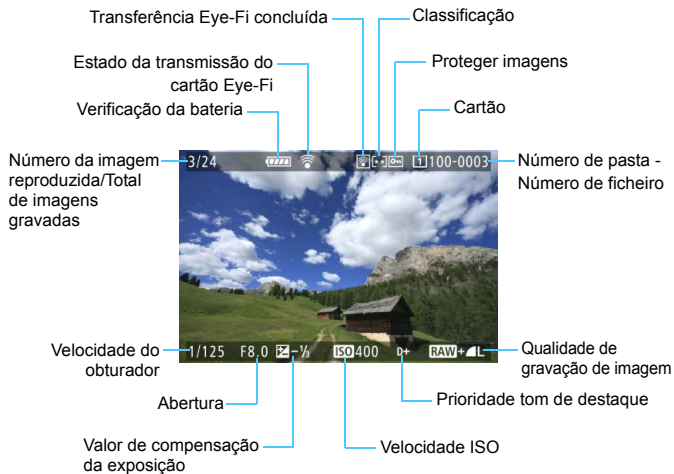 Transferência Eye-Fi concluída
Classificação
Estado da transmissão do
cartão Eye-Fi
Proteger imagens
Verificação da bateria
Cartão
Número da imagem
reproduzida/Total
de imagens
gravadas
3/24
1 100-0003
Número de pasta -
Número de ficheiro
Velocidade do
obturador
1/125 F8.0 -⅓ ISO 400 D+ RAW+L
Qualidade de
gravação de imagem
Abertura
Prioridade tom de destaque
Valor de compensação
da exposição
Velocidade ISO